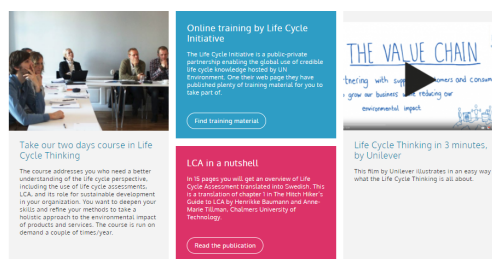 Take our two days course in Life
Cycle Thinking
The course addresses you who need a better
understanding of the life cycle perspective,
including the use of life cycle assessments,
LCA, and its role for sustainable development
in your organization. You want to deepen your
skills and refine your methods to take a
holistic approach to the environmental impact
of products and services. The course is run on
demand a couple of times/year.
Online training by Life Cycle
Initiative
The Life Cycle Initiative is a public-private
partnership enabling the global use of credible
life cycle knowledge hosted by UN
Environment. One their web page they have
published plenty of training material for you to
take part of.
Find training material
LCA in a nutshell
In 15 pages you will get an overview of Life
Cycle Assessment translated into Swedish. This
is a translation of chapter 1 in The Hitch Hiker's
Guide to LCA by Henrikke Baumann and Anne-
Marie Tillman, Chalmers University of
Technology.
Read the publication
THE VALUE CHAIN
tnering with omers and consum
grow our business reducing our
environmental impact
Life Cycle Thinking in 3 minutes,
by Unilever
This film by Unilever illustrates in an easy way
what the Life Cycle Thinking is all about.